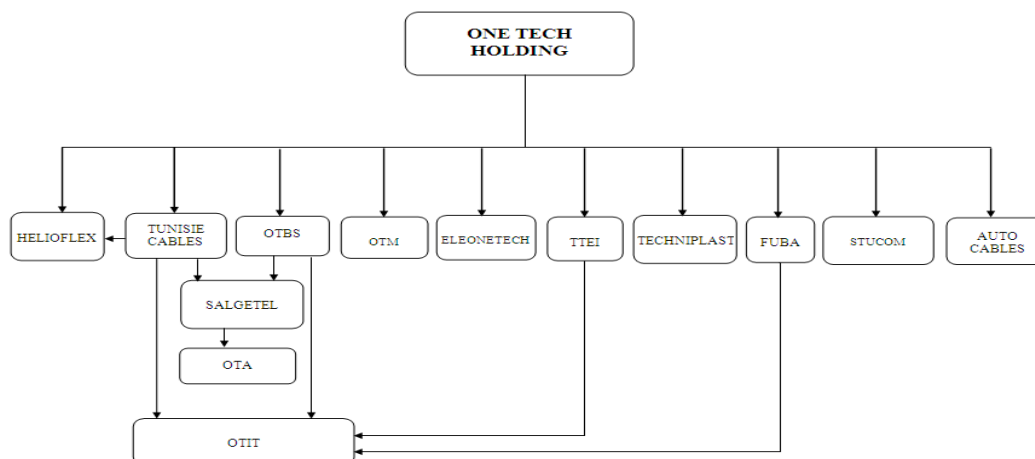 ONE TECH
HOLDING
HELIOFLEX
TUNISIE
CABLES
OTBS
OTM
ELEONETECH
TTEI
TECHNIPLAST
FUBA
STUCOM
AUTO
CABLES
SALGETEL
OTA
OTIT